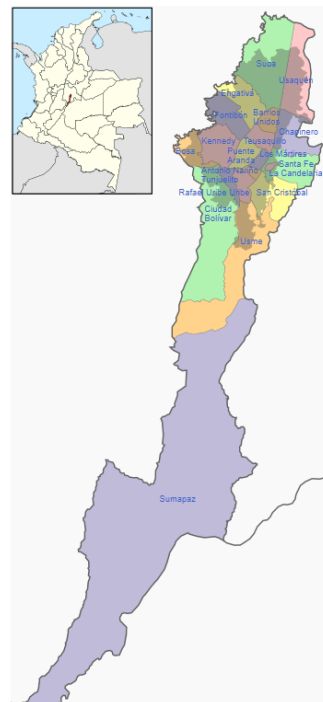 Suba
Usaquén
Engativá
Barrios
Unidos
Fontibón
Chapinero
Kennedy
Teusaquillo
Bosa
Puente
Aranda
Los Mártires
Santa Fe
La Candelaria
Antonio Nariño
Tunjuelito
Rafael Uribe Uribe
San Cristóbal
Ciudad
Bolívar
Usme
Sumapaz